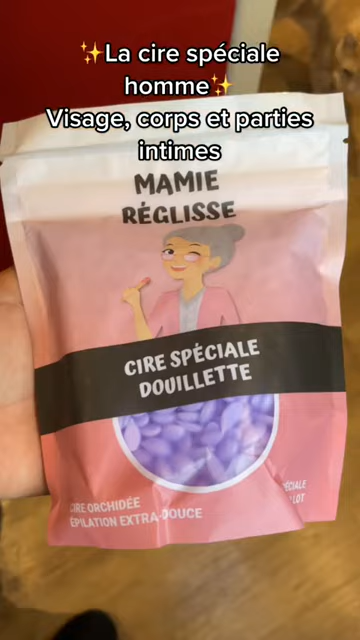 ✨La cire spéciale
homme✨
Visage, corps et parties
intimes
MAMIE
RÉGLISSE
CIRE SPÉCIALE
DOUILLETTE
CIRE ORCHIDÉE
ÉPILATION EXTRA-DOUCE